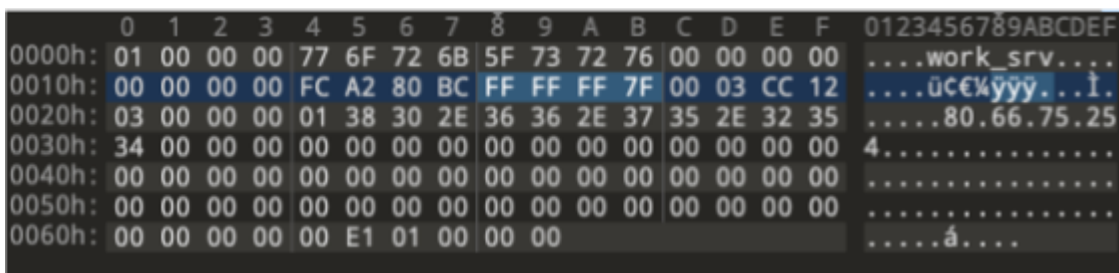 0 1 2 3 4 5 6 7 8 9 A B C D E F 0123456789ABCDEF
0000h: 01 00 00 00 77 6F 72 6B 5F 73 72 76 00 00 00 00 ....work_srv....
0010h: 00 00 00 00 FC A2 80 BC FF FF FF 7F 00 03 CC 12 ....ü¢€¼ÿÿÿ...Ì.
0020h: 03 00 00 00 01 38 30 2E 36 36 2E 37 35 2E 32 35 .....80.66.75.25
0030h: 34 00 00 00 00 00 00 00 00 00 00 00 00 00 00 00 4...............
0040h: 00 00 00 00 00 00 00 00 00 00 00 00 00 00 00 00 ................
0050h: 00 00 00 00 00 00 00 00 00 00 00 00 00 00 00 00 ................
0060h: 00 00 00 00 00 E1 01 00 00 00 .....á....